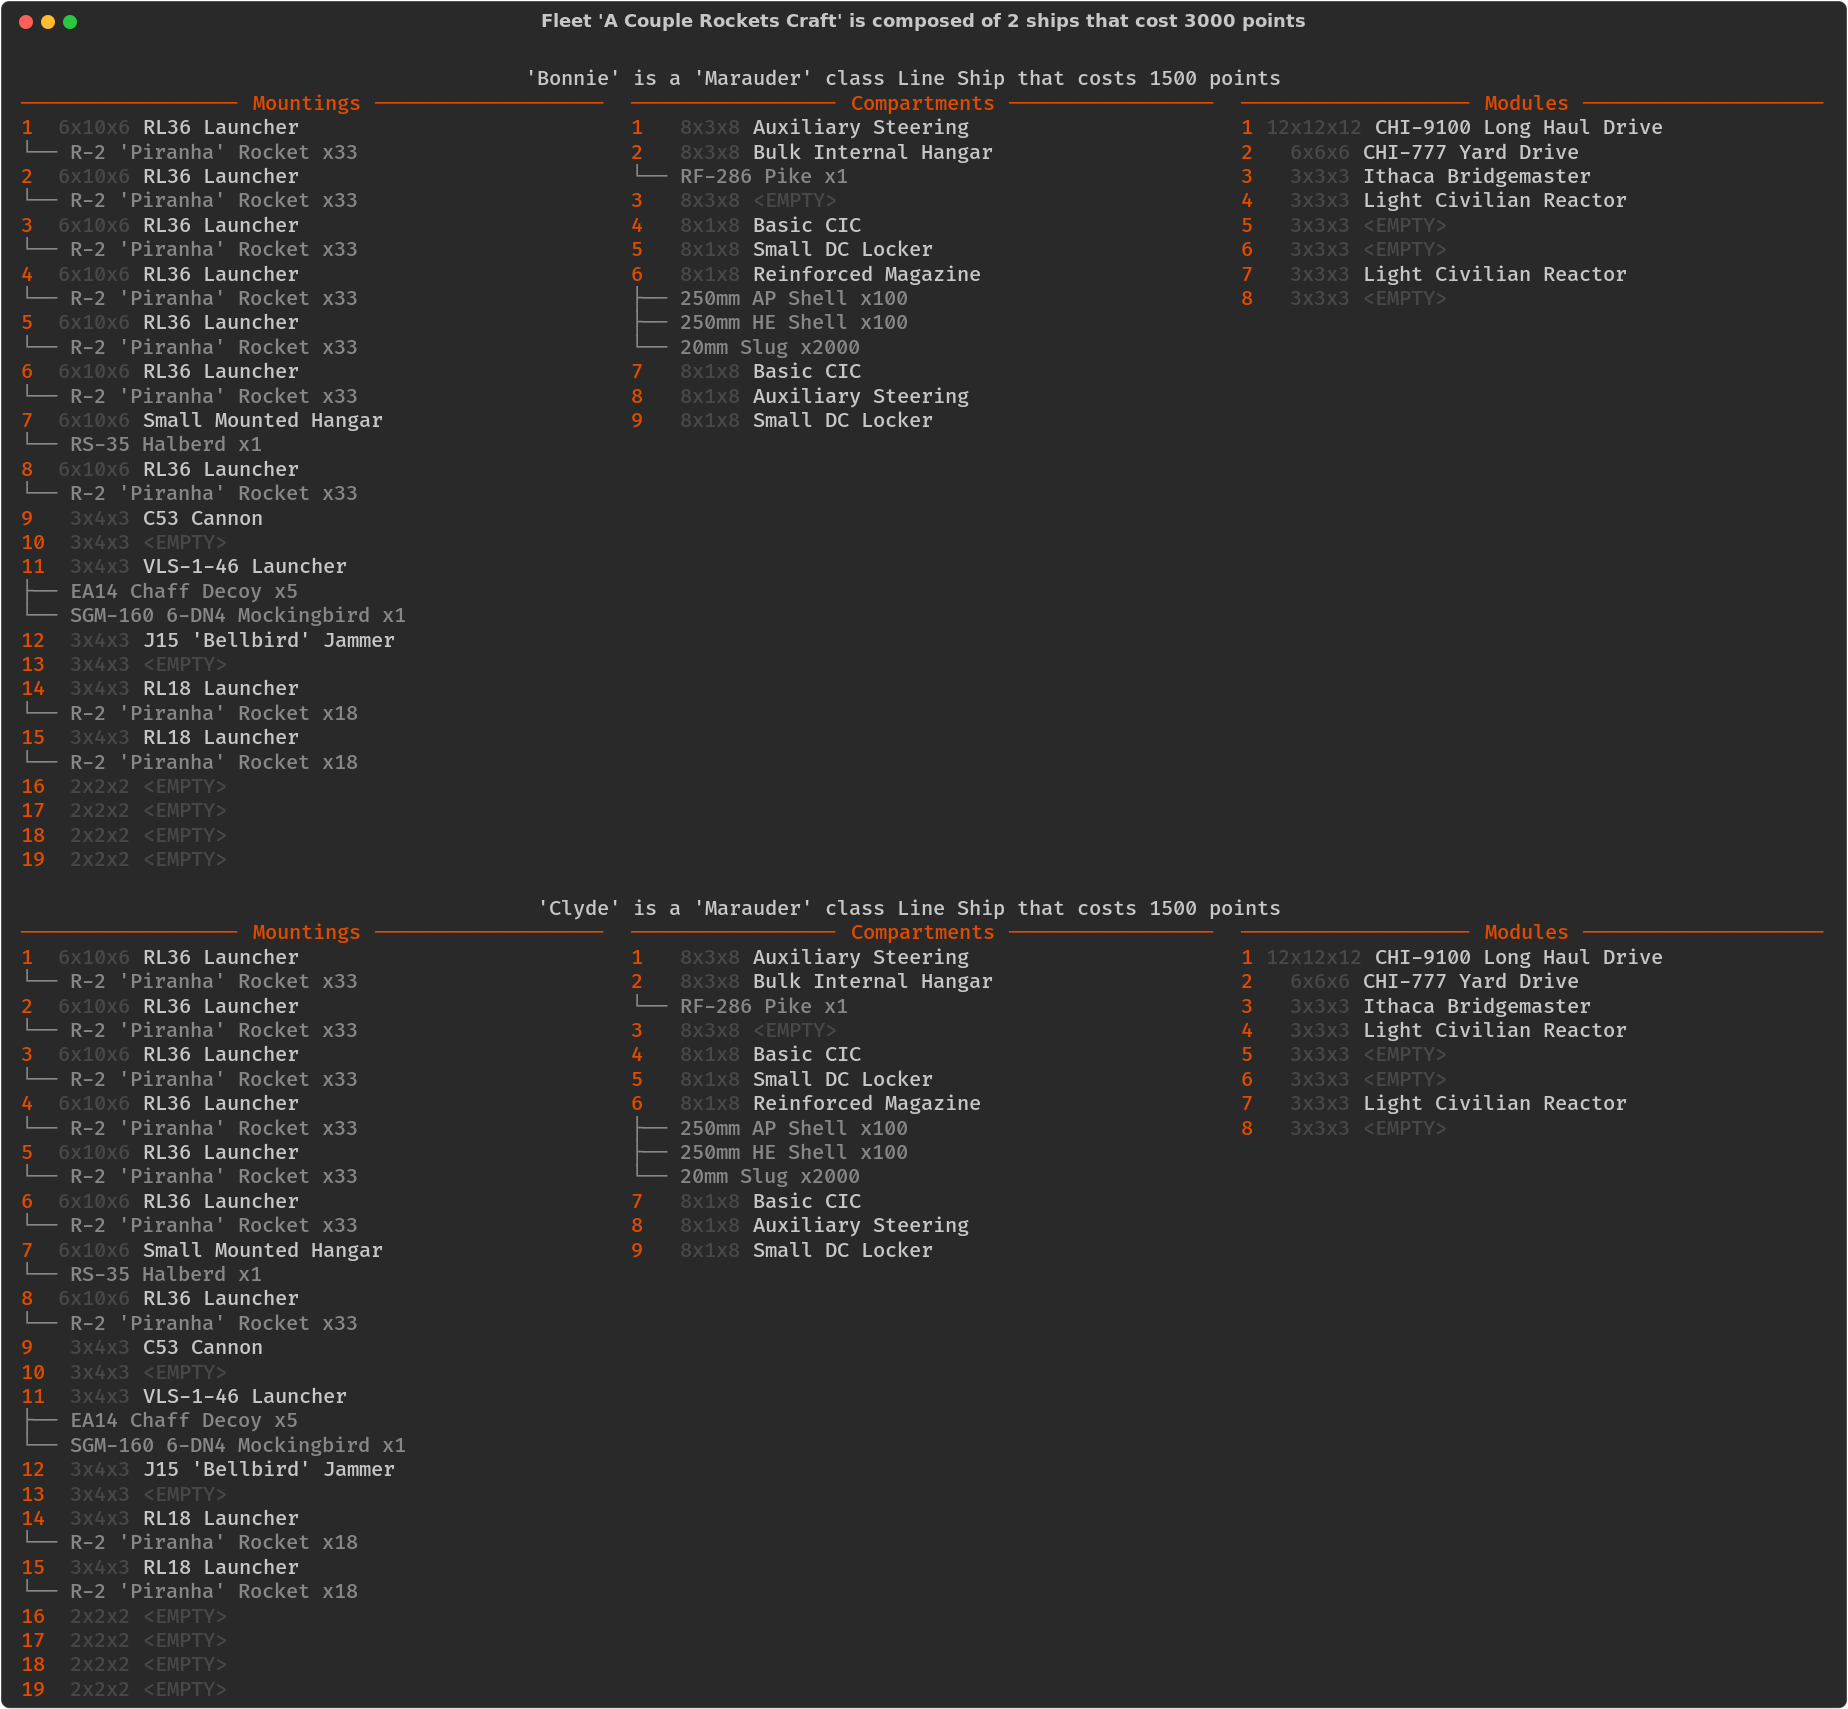 Fleet 'A Couple Rockets Craft' is composed of 2 ships that cost 3000 points
'Bonnie' is a 'Marauder' class Line Ship that costs 1500 points
Mountings
1 6x10x6 RL36 Launcher
R-2 'Piranha' Rocket x33
2 6x10x6 RL36 Launcher
R-2 'Piranha' Rocket x33
3 6x10x6 RL36 Launcher
R-2 'Piranha' Rocket x33
4 6x10x6 RL36 Launcher
R-2 'Piranha' Rocket x33
5 6x10x6 RL36 Launcher
R-2 'Piranha' Rocket x33
6 6x10x6 RL36 Launcher
R-2 'Piranha' Rocket x33
7 6x10x6 Small Mounted Hangar
RS-35 Halberd x1
8 6x10x6 RL36 Launcher
R-2 'Piranha' Rocket x33
9 3x4x3 C53 Cannon
10 3x4x3 <EMPTY>
11 3x4x3 VLS-1-46 Launcher
EA14 Chaff Decoy x5
SGM-160 6-DN4 Mockingbird x1
12 3x4x3 J15 'Bellbird' Jammer
13 3x4x3 <EMPTY>
14 3x4x3 RL18 Launcher
R-2 'Piranha' Rocket x18
15 3x4x3 RL18 Launcher
R-2 'Piranha' Rocket x18
16 2x2x2 <EMPTY>
17 2x2x2 <EMPTY>
18 2x2x2 <EMPTY>
19 2x2x2 <EMPTY>
Compartments
1 8x3x8 Auxiliary Steering
2 8x3x8 Bulk Internal Hangar
RF-286 Pike x1
3 8x3x8 <EMPTY>
4 8x1x8 Basic CIC
5 8x1x8 Small DC Locker
6 8x1x8 Reinforced Magazine
250mm AP Shell x100
250mm HE Shell x100
20mm Slug x2000
7 8x1x8 Basic CIC
8 8x1x8 Auxiliary Steering
9 8x1x8 Small DC Locker
Modules
1 12x12x12 CHI-9100 Long Haul Drive
2 6x6x6 CHI-777 Yard Drive
3 3x3x3 Ithaca Bridgemaster
4 3x3x3 Light Civilian Reactor
5 3x3x3 <EMPTY>
6 3x3x3 <EMPTY>
7 3x3x3 Light Civilian Reactor
8 3x3x3 <EMPTY>
'Clyde' is a 'Marauder' class Line Ship that costs 1500 points
Mountings
1 6x10x6 RL36 Launcher
R-2 'Piranha' Rocket x33
2 6x10x6 RL36 Launcher
R-2 'Piranha' Rocket x33
3 6x10x6 RL36 Launcher
R-2 'Piranha' Rocket x33
4 6x10x6 RL36 Launcher
R-2 'Piranha' Rocket x33
5 6x10x6 RL36 Launcher
R-2 'Piranha' Rocket x33
6 6x10x6 RL36 Launcher
R-2 'Piranha' Rocket x33
7 6x10x6 Small Mounted Hangar
RS-35 Halberd x1
8 6x10x6 RL36 Launcher
R-2 'Piranha' Rocket x33
9 3x4x3 C53 Cannon
10 3x4x3 <EMPTY>
11 3x4x3 VLS-1-46 Launcher
EA14 Chaff Decoy x5
SGM-160 6-DN4 Mockingbird x1
12 3x4x3 J15 'Bellbird' Jammer
13 3x4x3 <EMPTY>
14 3x4x3 RL18 Launcher
R-2 'Piranha' Rocket x18
15 3x4x3 RL18 Launcher
R-2 'Piranha' Rocket x18
16 2x2x2 <EMPTY>
17 2x2x2 <EMPTY>
18 2x2x2 <EMPTY>
19 2x2x2 <EMPTY>
Compartments
1 8x3x8 Auxiliary Steering
2 8x3x8 Bulk Internal Hangar
RF-286 Pike x1
3 8x3x8 <EMPTY>
4 8x1x8 Basic CIC
5 8x1x8 Small DC Locker
6 8x1x8 Reinforced Magazine
250mm AP Shell x100
250mm HE Shell x100
20mm Slug x2000
7 8x1x8 Basic CIC
8 8x1x8 Auxiliary Steering
9 8x1x8 Small DC Locker
Modules
1 12x12x12 CHI-9100 Long Haul Drive
2 6x6x6 CHI-777 Yard Drive
3 3x3x3 Ithaca Bridgemaster
4 3x3x3 Light Civilian Reactor
5 3x3x3 <EMPTY>
6 3x3x3 <EMPTY>
7 3x3x3 Light Civilian Reactor
8 3x3x3 <EMPTY>